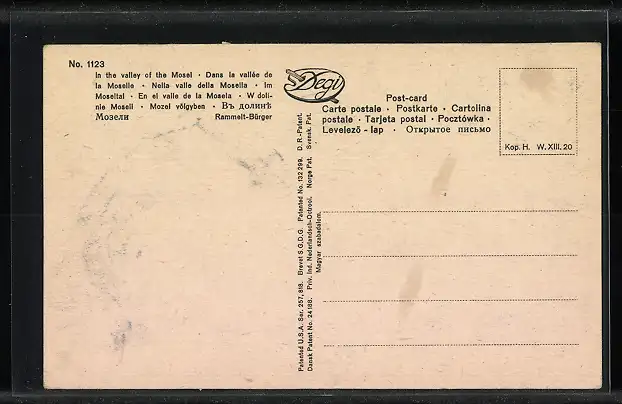 No. 1123
In the valley of the Mosel · Dans la vallée de
la Moselle · Nella valle della Mosella · Im
Moseltal · En el valle de la Mosela · W doli-
nie Moseli · Mozel völgyben · Въ долинѣ
Мозели Rammelt-Bürger
Degi
Post-card
Carte postale · Postkarte · Cartolina
postale · Tarjeta postal · Pocztówka ·
Levelező-lap · Открытое письмо
Kop. H. W. XIII. 20
Patented U.S.A. Ser. 257,818. Brevet S.G.D.G. Patented No. 132 299. D. R.-Patent.
Dansk Patent No. 24 188. Priv. Ind. Nederlandsch-Octrooi. Norge Pat. Svensk. Pat.
Magyar szabadalom.